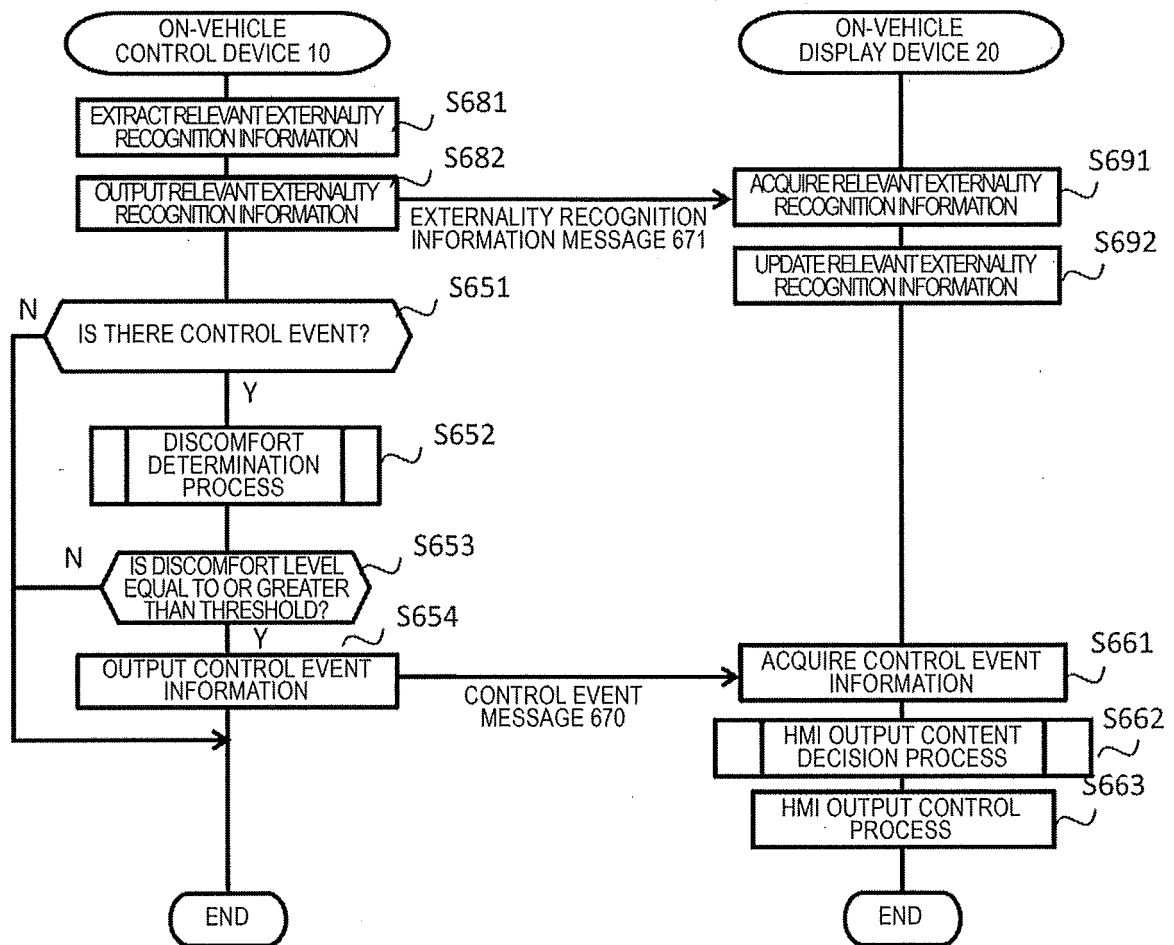 ON-VEHICLE
CONTROL DEVICE 10
ON-VEHICLE
DISPLAY DEVICE 20
EXTRACT RELEVANT EXTERNALITY
RECOGNITION INFORMATION
S681
OUTPUT RELEVANT EXTERNALITY
RECOGNITION INFORMATION
S682
EXTERNALITY RECOGNITION
INFORMATION MESSAGE 671
ACQUIRE RELEVANT EXTERNALITY
RECOGNITION INFORMATION
S691
UPDATE RELEVANT EXTERNALITY
RECOGNITION INFORMATION
S692
N
IS THERE CONTROL EVENT?
S651
Y
DISCOMFORT
DETERMINATION
PROCESS
S652
N
IS DISCOMFORT LEVEL
EQUAL TO OR GREATER
THAN THRESHOLD?
S653
Y
S654
OUTPUT CONTROL EVENT
INFORMATION
CONTROL EVENT
MESSAGE 670
ACQUIRE CONTROL EVENT
INFORMATION
S661
HMI OUTPUT CONTENT
DECISION PROCESS
S662
HMI OUTPUT CONTROL
PROCESS
S663
END
END